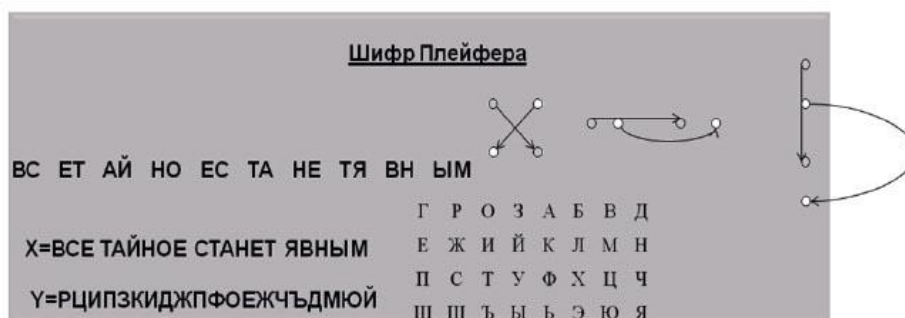 Шифр Плейфера
ВС ЕТ АЙ НО ЕС ТА НЕ ТЯ ВН ЫМ
Г Р О З А Б В Д
Х=ВСЕ ТАЙНОЕ СТАНЕТ ЯВНЫМ
Е Ж И Й К Л М Н
П С Т У Ф Х Ц Ч
Y=РЦИПЗКИДЖПФОЕЖЧЪДМЮЙ
Ш Щ Ъ Ы Ь Э Ю Я